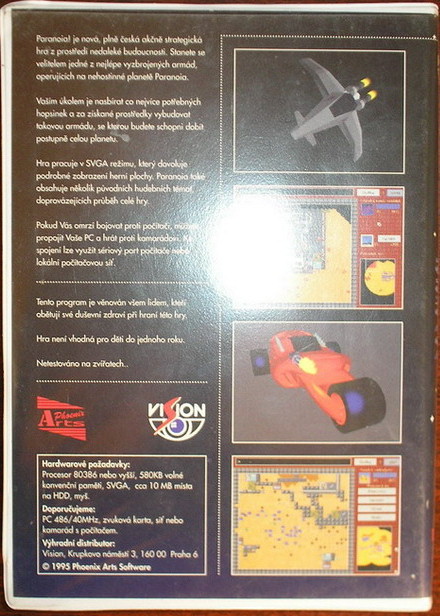 Paranoia! je nová, plně česká akčně strategická
hra z prostředí nedaleké budoucnosti. Stanete se
velitelem jedné z nejlépe vyzbrojených armád,
operujících na nehostinné planetě Paranoia.
Vaším úkolem je nasbírat co nejvíce potřebných
hopsinek a za získané prostředky vybudovat
takovou armádu, se kterou budete schopni dobít
postupně celou planetu.
Hra pracuje v SVGA režimu, který dovoluje
podrobné zobrazení herní plochy. Paranoia také
obsahuje několik původních hudebních témat
doprovázejících průběh celé hry.
Pokud Vás omrzí bojovat proti počítači,
propojit Vaše PC a hrát proti kamarádovi.
spojení lze využít sériový port počítače nebo
lokální počítačovou síť.
Tento program je věnován všem lidem, kteří
obětují své duševní zdraví při hraní této hry.
Hra není vhodná pro děti do jednoho roku.
Netestováno na zvířatech..
Phoenix
Arts
VISION
Hardwarové požadavky:
Procesor 80386 nebo vyšší, 580KB volné
konvenční paměti, SVGA, cca 10 MB místa
na HDD, myš.
Doporučujeme:
PC 486/40MHz, zvuková karta, síť nebo
kamarád s počítačem.
Výhradní distributor:
Vision, Krupkovo náměstí 3, 160 00 Praha 6
© 1995 Phoenix Arts Software